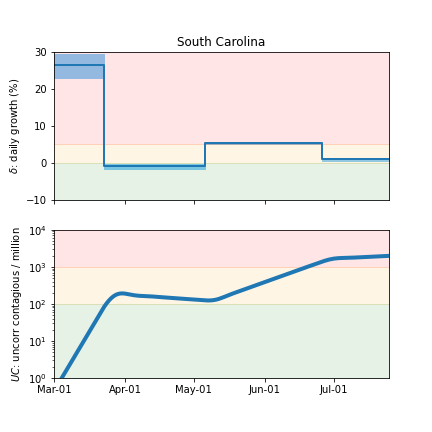 South Carolina
δ: daily growth (%)
30
20
10
0
−10
UC: uncorr contagious / million
10⁴
10³
10²
10¹
10⁰
Mar-01 Apr-01 May-01 Jun-01 Jul-01